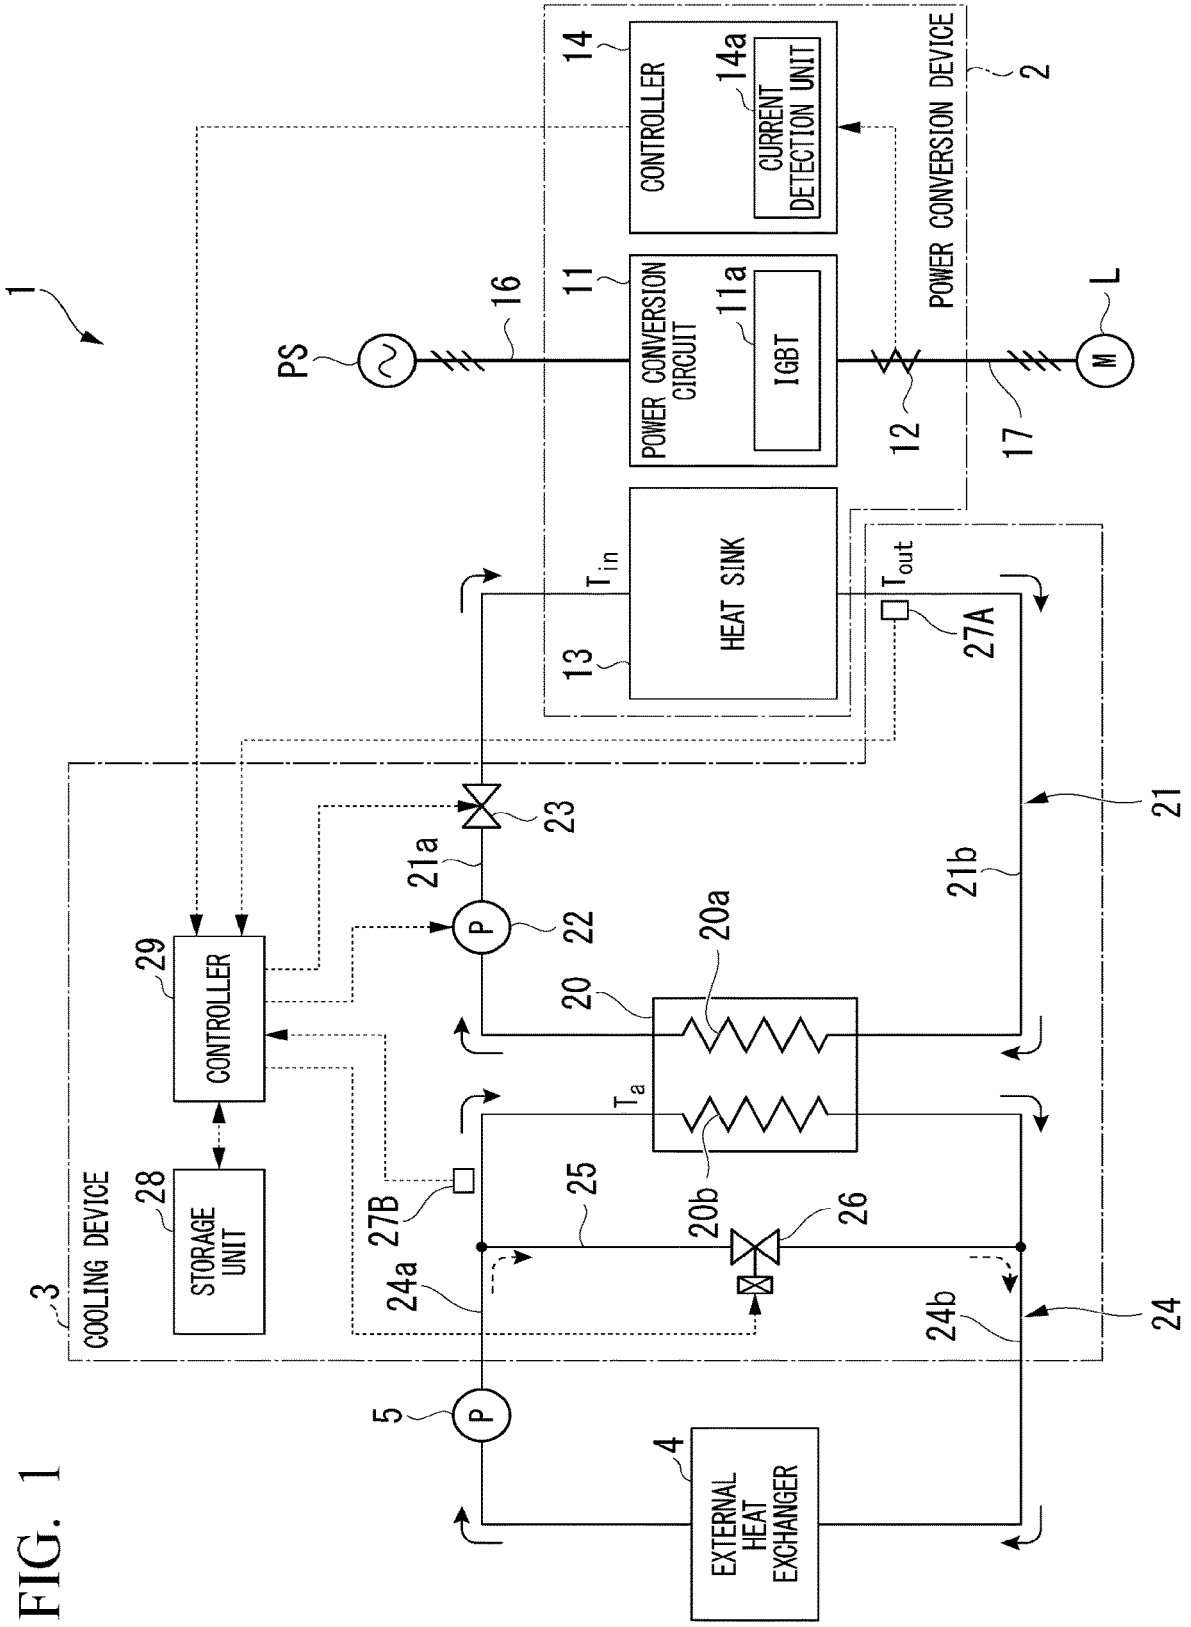 FIG. 1
1
3
COOLING DEVICE
28
STORAGE
UNIT
29
CONTROLLER
PS
16
14
CONTROLLER
14a
CURRENT
DETECTION UNIT
11
POWER CONVERSION
CIRCUIT
11a
IGBT
POWER CONVERSION DEVICE
2
12
17
L
M
13
HEAT SINK
Tin
Tout
27A
23
21a
P
22
20
20a
21b
21
Ta
20b
27B
25
26
24a
24b
24
5
P
4
EXTERNAL
HEAT
EXCHANGER